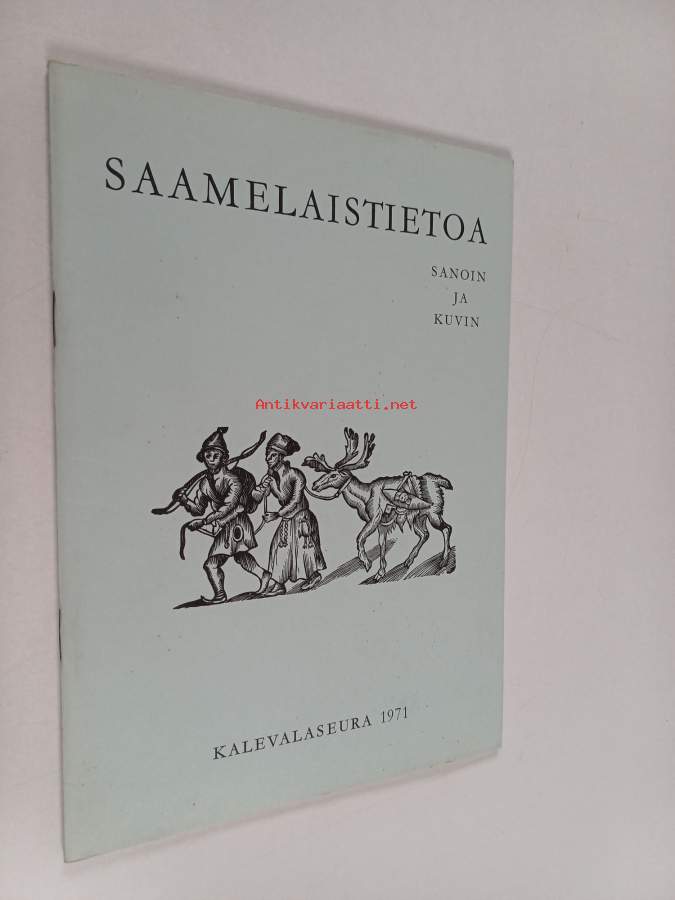 SAAMELAISTIETOA
SANOIN
JA
KUVIN
Antikvariaatti.net
KALEVALASEURA 1971